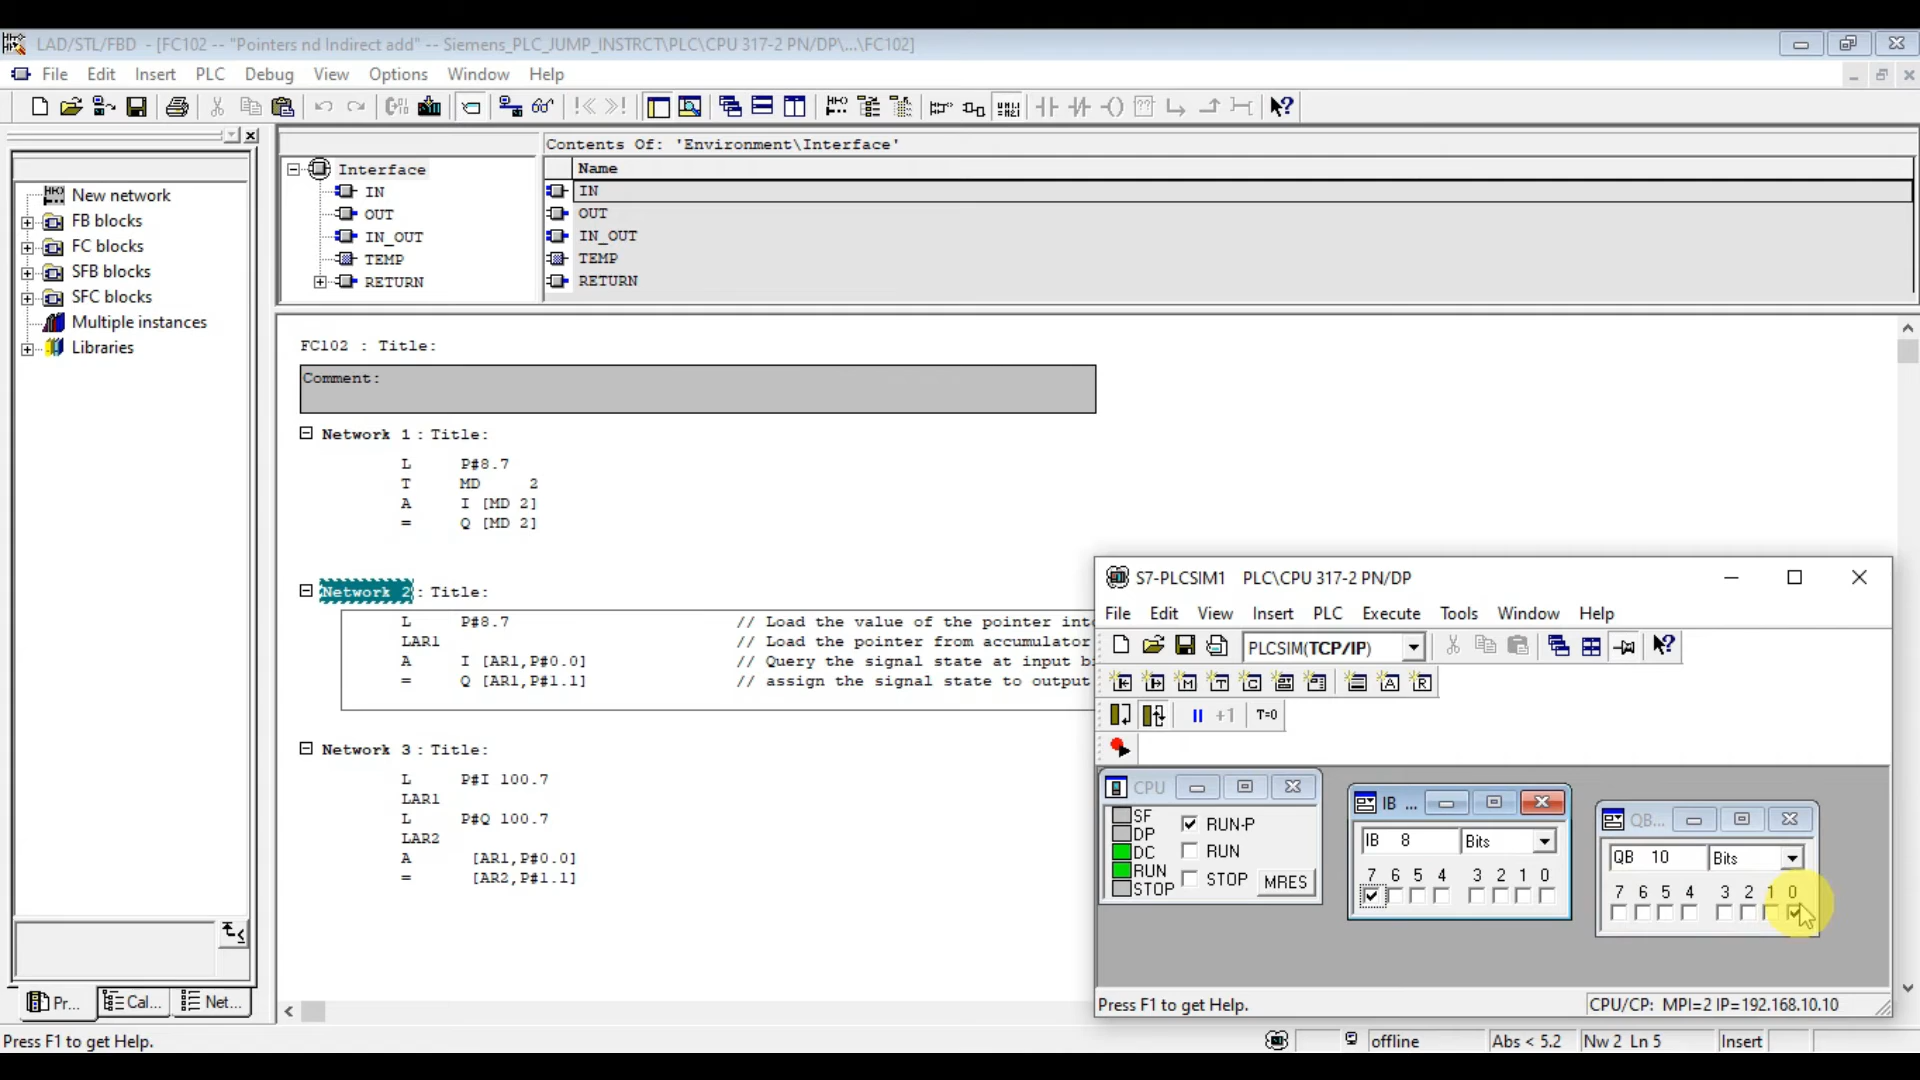 LAD/STL/FBD - [FC102 -- "Pointers nd Indirect add" -- Siemens_PLC_JUMP_INSTRCT\PLC\CPU 317-2 PN/DP\...\FC102]
File Edit Insert PLC Debug View Options Window Help
New network
FB blocks
FC blocks
SFB blocks
SFC blocks
Multiple instances
Libraries
Pr... Cal... Net...
Interface
IN
OUT
IN_OUT
TEMP
RETURN
Contents Of: 'Environment\Interface'
Name
IN
OUT
IN_OUT
TEMP
RETURN
FC102 : Title:
Comment:
Network 1 : Title:
L P#8.7
T MD 2
A I [MD 2]
= Q [MD 2]
Network 2 : Title:
L P#8.7 // Load the value of the pointer int
LAR1 // Load the pointer from accumulator
A I [AR1,P#0.0] // Query the signal state at input b
= Q [AR1,P#1.1] // assign the signal state to output
Network 3 : Title:
L P#I 100.7
LAR1
L P#Q 100.7
LAR2
A [AR1,P#0.0]
= [AR2,P#1.1]
S7-PLCSIM1 PLC\CPU 317-2 PN/DP
File Edit View Insert PLC Execute Tools Window Help
PLCSIM(TCP/IP)
+1 T=0
CPU
SF
DP
DC
RUN
STOP
RUN-P
RUN
STOP MRES
IB ...
IB 8 Bits
7 6 5 4 3 2 1 0
QB...
QB 10 Bits
7 6 5 4 3 2 1 0
Press F1 to get Help. CPU/CP: MPI=2 IP=192.168.10.10
Press F1 to get Help. offline Abs < 5.2 Nw 2 Ln 5 Insert